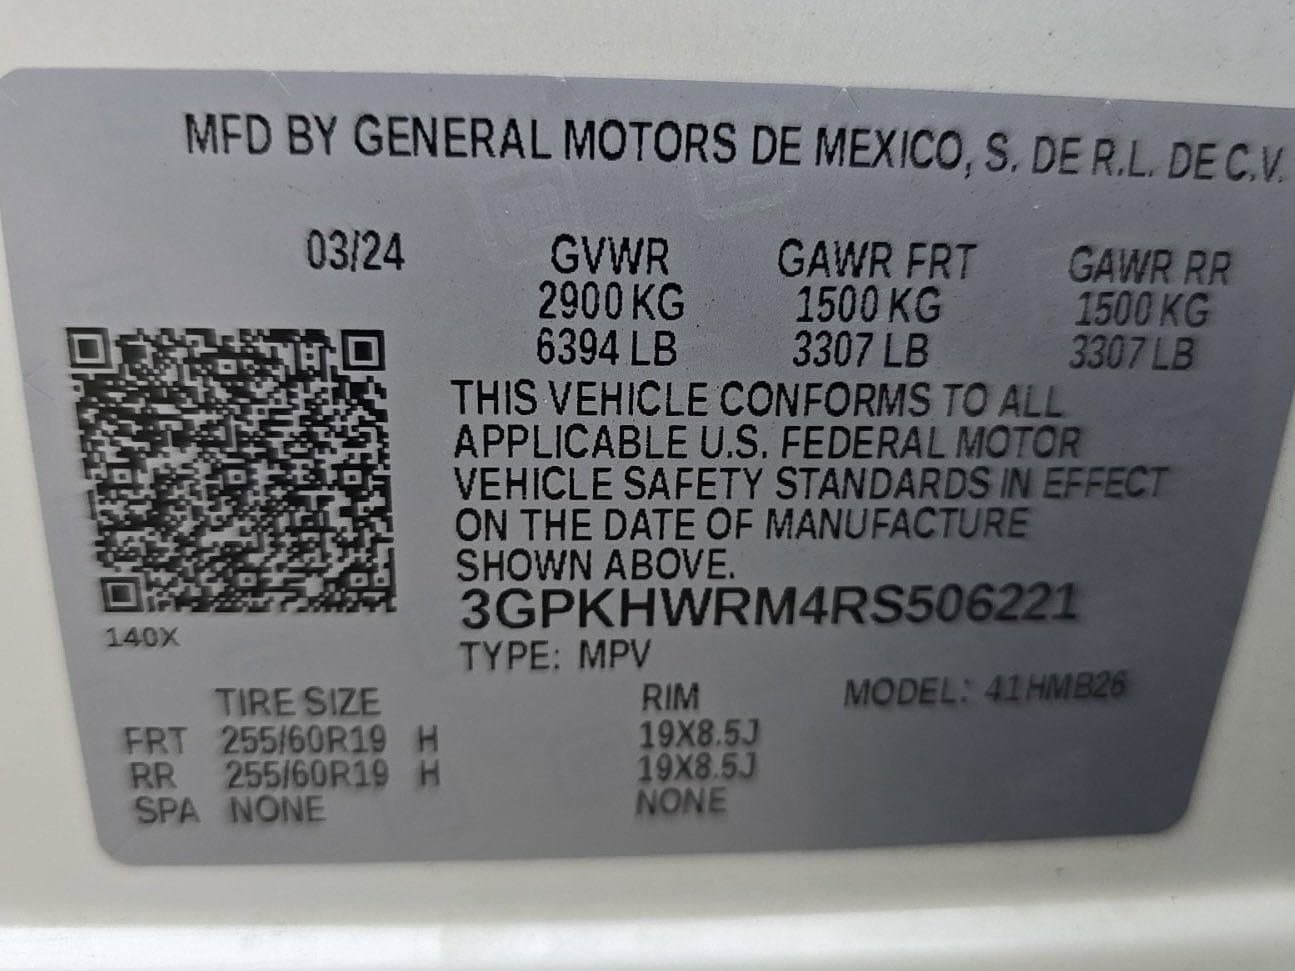 MFD BY GENERAL MOTORS DE MEXICO, S. DE R.L. DE C.V.
03/24 GVWR GAWR FRT GAWR RR
2900 KG 1500 KG 1500 KG
6394 LB 3307 LB 3307 LB
THIS VEHICLE CONFORMS TO ALL
APPLICABLE U.S. FEDERAL MOTOR
VEHICLE SAFETY STANDARDS IN EFFECT
ON THE DATE OF MANUFACTURE
SHOWN ABOVE.
3GPKHWRM4RS506221
140X
TYPE: MPV
TIRE SIZE RIM MODEL: 41HMB26
FRT 255/60R19 H 19X8.5J
RR 255/60R19 H 19X8.5J
SPA NONE NONE